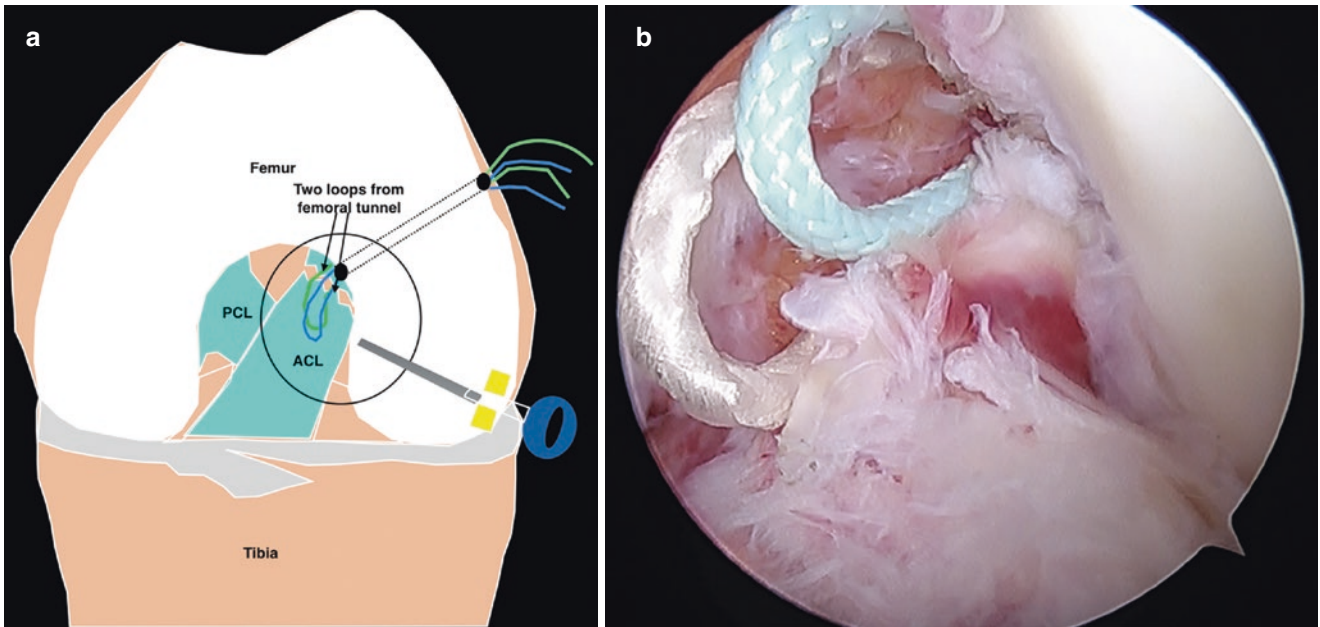 a
Femur
Two loops from
femoral tunnel
PCL
ACL
Tibia
b